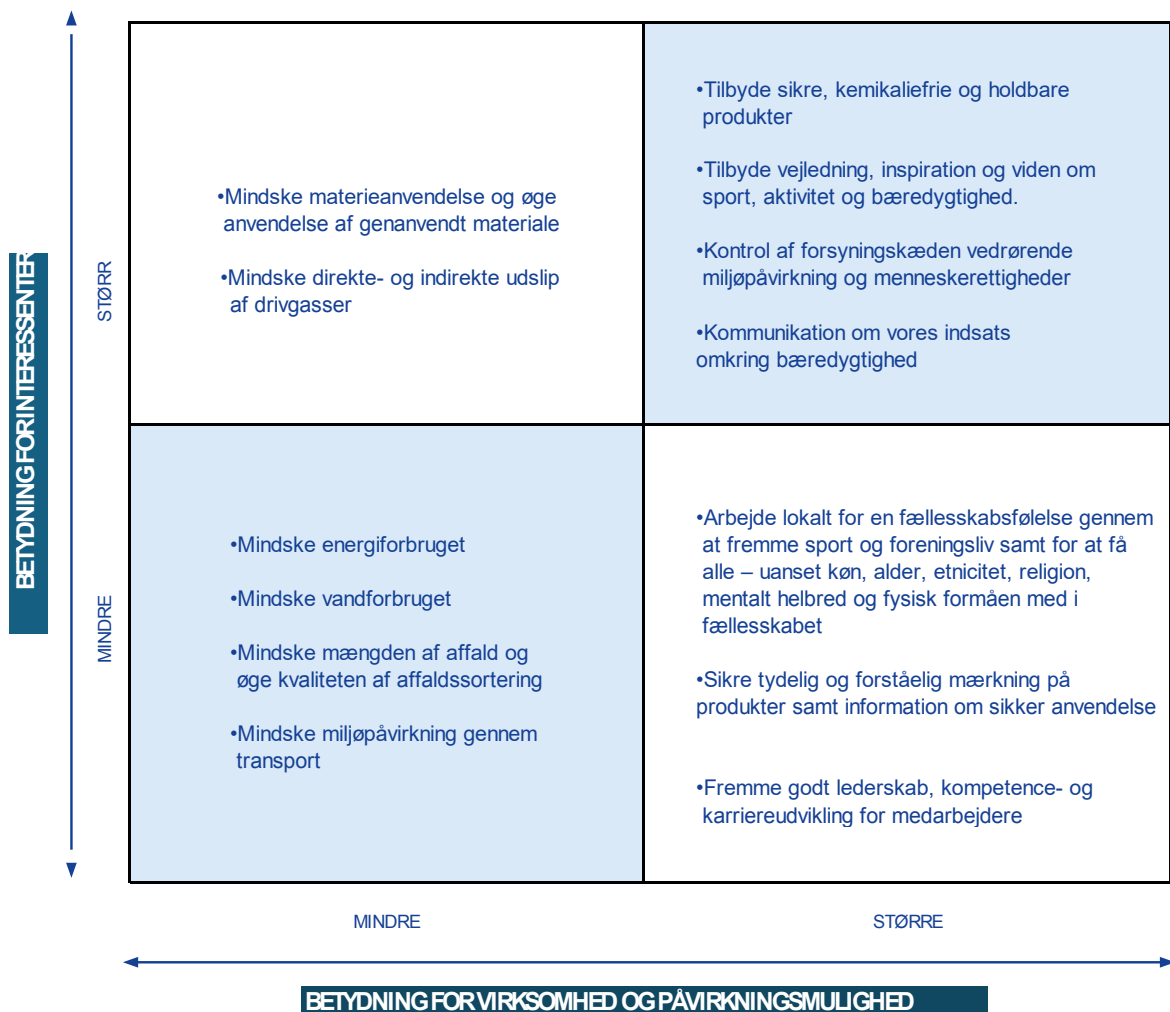 •Tilbyde sikre, kemikaliefrie og holdbare
produkter
•Tilbyde vejledning, inspiration og viden om
sport, aktivitet og bæredygtighed.
•Kontrol af forsyningskæden vedrørende
miljøpåvirkning og menneskerettigheder
•Kommunikation om vores indsats
omkring bæredygtighed
•Mindske materieanvendelse og øge
anvendelse af genanvendt materiale
•Mindske direkte- og indirekte udslip
af drivgasser
BETYDNING FOR INTERESSENTER
STØRR
MINDRE
•Mindske energiforbruget
•Mindske vandforbruget
•Mindske mængden af affald og
øge kvaliteten af affaldssortering
•Mindske miljøpåvirkning gennem
transport
•Arbejde lokalt for en fællesskabsfølelse gennem
at fremme sport og foreningsliv samt for at få
alle – uanset køn, alder, etnicitet, religion,
mentalt helbred og fysisk formåen med i
fællesskabet
•Sikre tydelig og forståelig mærkning på
produkter samt information om sikker anvendelse
•Fremme godt lederskab, kompetence- og
karriereudvikling for medarbejdere
MINDRE
STØRRE
BETYDNING FOR VIRKSOMHED OG PÅVIRKNINGSMULIGHED